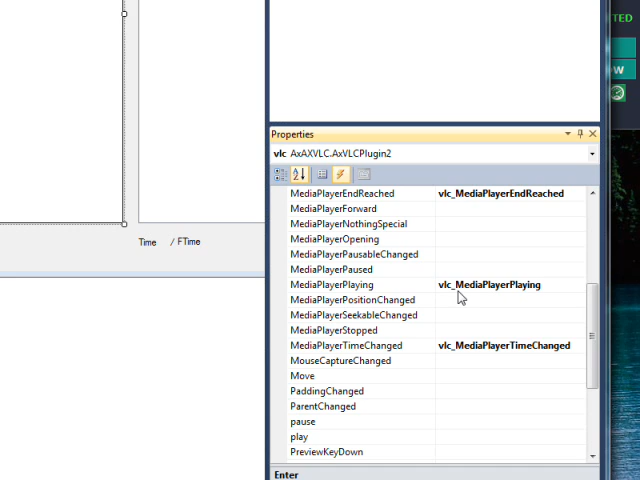 TED
W
Properties
vlc AxAXVLC.AxVLCPlugin2
MediaPlayerEndReached vlc_MediaPlayerEndReached
MediaPlayerForward
MediaPlayerNothingSpecial
MediaPlayerOpening
MediaPlayerPausableChanged
MediaPlayerPaused
MediaPlayerPlaying vlc_MediaPlayerPlaying
MediaPlayerPositionChanged
MediaPlayerSeekableChanged
MediaPlayerStopped
MediaPlayerTimeChanged vlc_MediaPlayerTimeChanged
MouseCaptureChanged
Move
PaddingChanged
ParentChanged
pause
play
PreviewKeyDown
Enter
Time / FTime